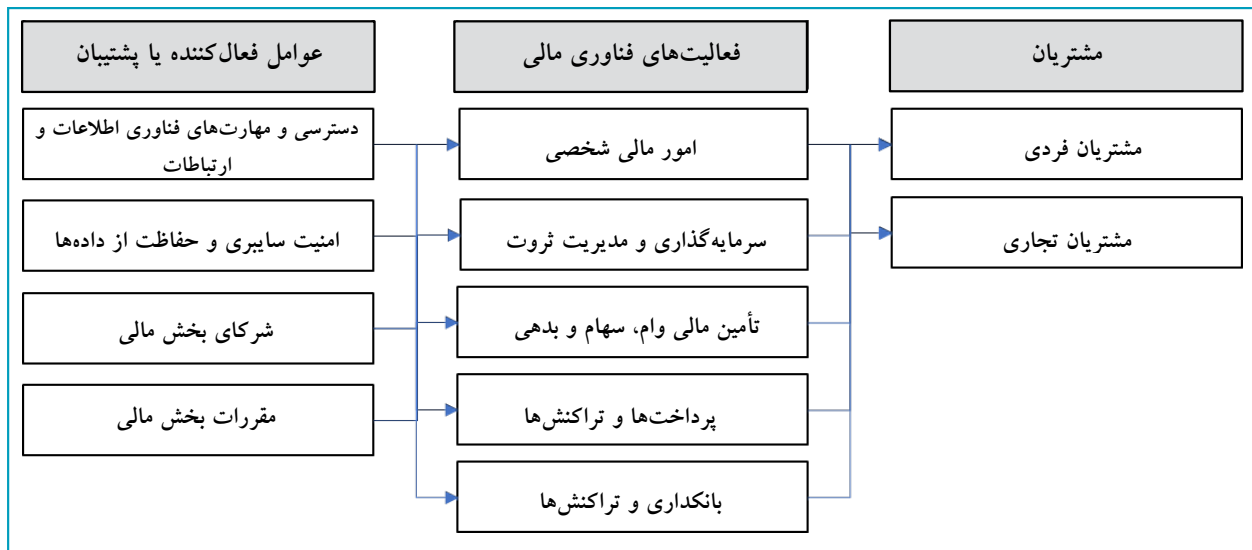 عوامل فعال‌کننده یا پشتیبان
دسترسی و مهارت‌های فناوری اطلاعات و
ارتباطات
امنیت سایبری و حفاظت از داده‌ها
شرکای بخش مالی
مقررات بخش مالی
فعالیت‌های فناوری مالی
امور مالی شخصی
سرمایه‌گذاری و مدیریت ثروت
تأمین مالی وام، سهام و بدهی
پرداخت‌ها و تراکنش‌ها
بانکداری و تراکنش‌ها
مشتریان
مشتریان فردی
مشتریان تجاری